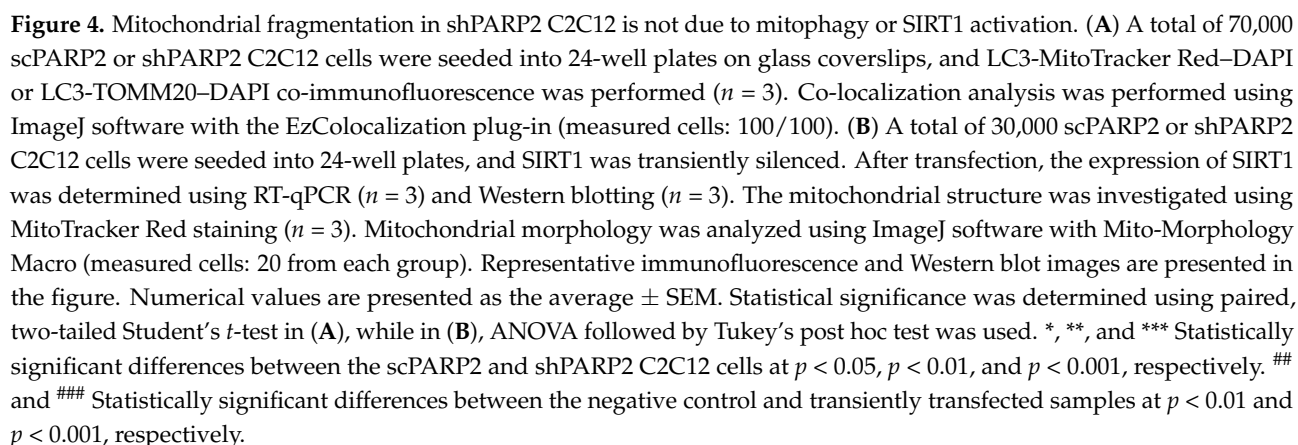 Figure 4. Mitochondrial fragmentation in shPARP2 C2C12 is not due to mitophagy or SIRT1 activation. (A) A total of 70,000
scPARP2 or shPARP2 C2C12 cells were seeded into 24-well plates on glass coverslips, and LC3-MitoTracker Red–DAPI
or LC3-TOMM20–DAPI co-immunofluorescence was performed (n = 3). Co-localization analysis was performed using
ImageJ software with the EzColocalization plug-in (measured cells: 100/100). (B) A total of 30,000 scPARP2 or shPARP2
C2C12 cells were seeded into 24-well plates, and SIRT1 was transiently silenced. After transfection, the expression of SIRT1
was determined using RT-qPCR (n = 3) and Western blotting (n = 3). The mitochondrial structure was investigated using
MitoTracker Red staining (n = 3). Mitochondrial morphology was analyzed using ImageJ software with Mito-Morphology
Macro (measured cells: 20 from each group). Representative immunofluorescence and Western blot images are presented in
the figure. Numerical values are presented as the average ± SEM. Statistical significance was determined using paired,
two-tailed Student's t-test in (A), while in (B), ANOVA followed by Tukey's post hoc test was used. *, **, and *** Statistically
significant differences between the scPARP2 and shPARP2 C2C12 cells at p < 0.05, p < 0.01, and p < 0.001, respectively. ##
and ### Statistically significant differences between the negative control and transiently transfected samples at p < 0.01 and
p < 0.001, respectively.